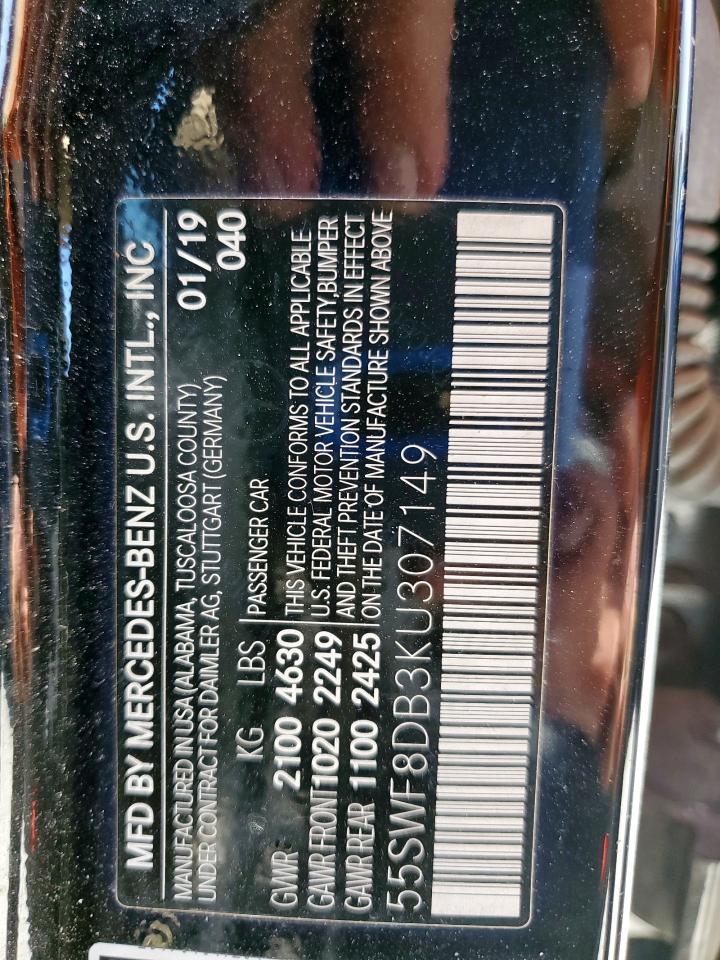 MFD BY MERCEDES-BENZ U.S. INTL., INC
MANUFACTURED IN USA (ALABAMA, TUSCALOOSA COUNTY) 01/19
UNDER CONTRACT FOR DAIMLER AG, STUTTGART (GERMANY) 040
KG LBS PASSENGER CAR
GVWR 2100 4630 THIS VEHICLE CONFORMS TO ALL APPLICABLE
GAWR FRONT 1020 2249 U.S. FEDERAL MOTOR VEHICLE SAFETY, BUMPER
GAWR REAR 1100 2425 AND THEFT PREVENTION STANDARDS IN EFFECT
ON THE DATE OF MANUFACTURE SHOWN ABOVE
55SWF8DB3KU307149